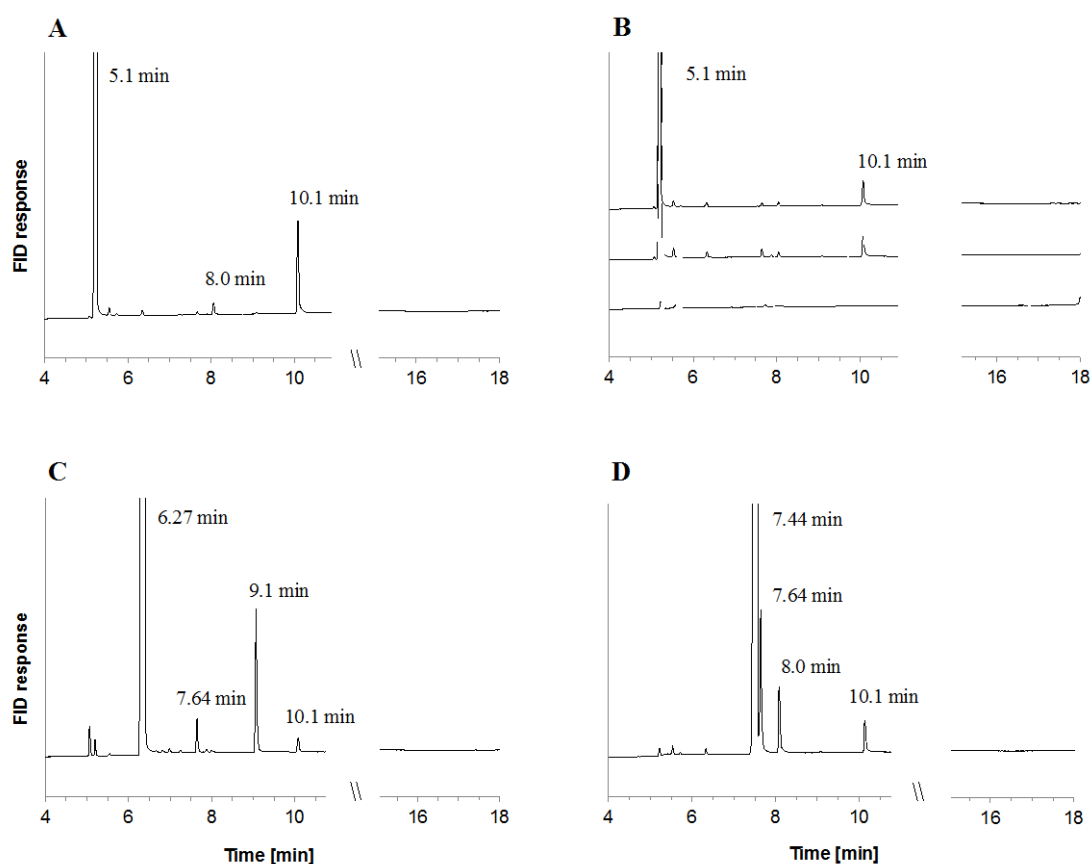 A
5.1 min
10.1 min
8.0 min
FID response
4 6 8 10 16 18
B
5.1 min
10.1 min
4 6 8 10 16 18
C
6.27 min
9.1 min
7.64 min
10.1 min
FID response
4 6 8 10 16 18
Time [min]
D
7.44 min
7.64 min
8.0 min
10.1 min
4 6 8 10 16 18
Time [min]